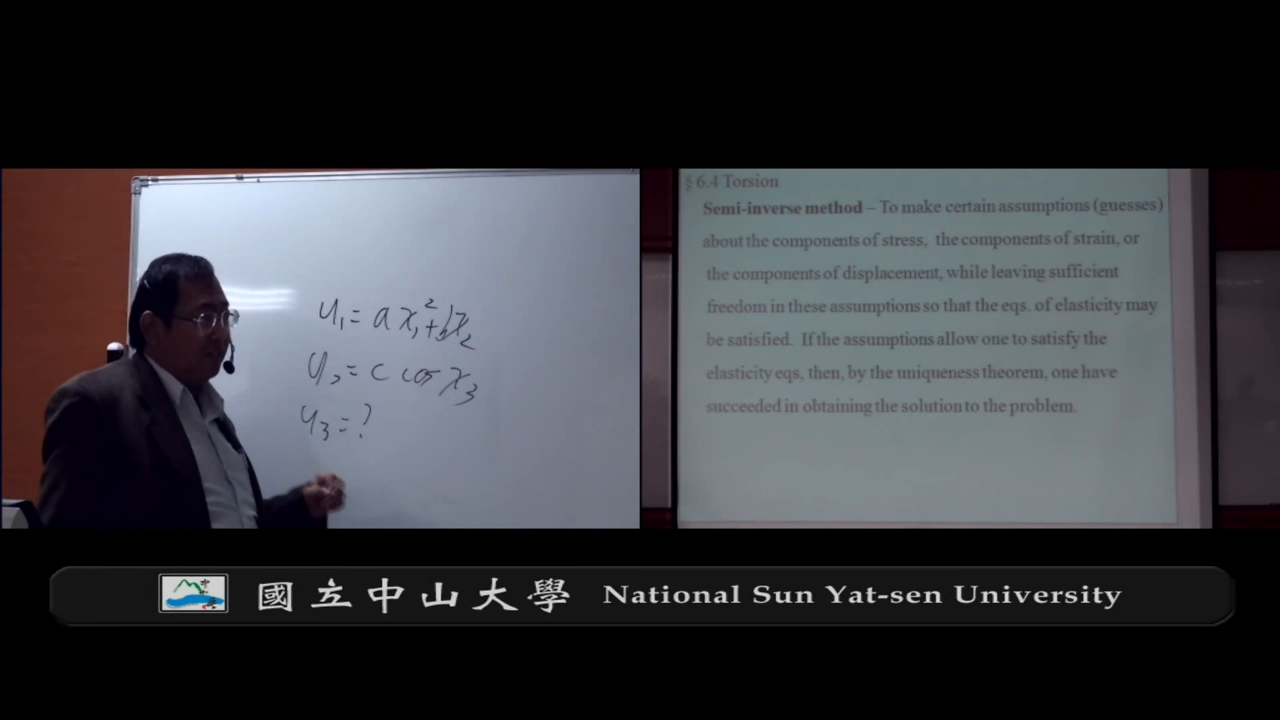 u₁ = a x₁² + b x₂
u₂ = c cos x₃
u₃ = ?
§ 6.4 Torsion
Semi-inverse method – To make certain assumptions (guesses)
about the components of stress, the components of strain, or
the components of displacement, while leaving sufficient
freedom in these assumptions so that the eqs. of elasticity may
be satisfied. If the assumptions allow one to satisfy the
elasticity eqs, then, by the uniqueness theorem, one have
succeeded in obtaining the solution to the problem.
國立中山大學 National Sun Yat-sen University